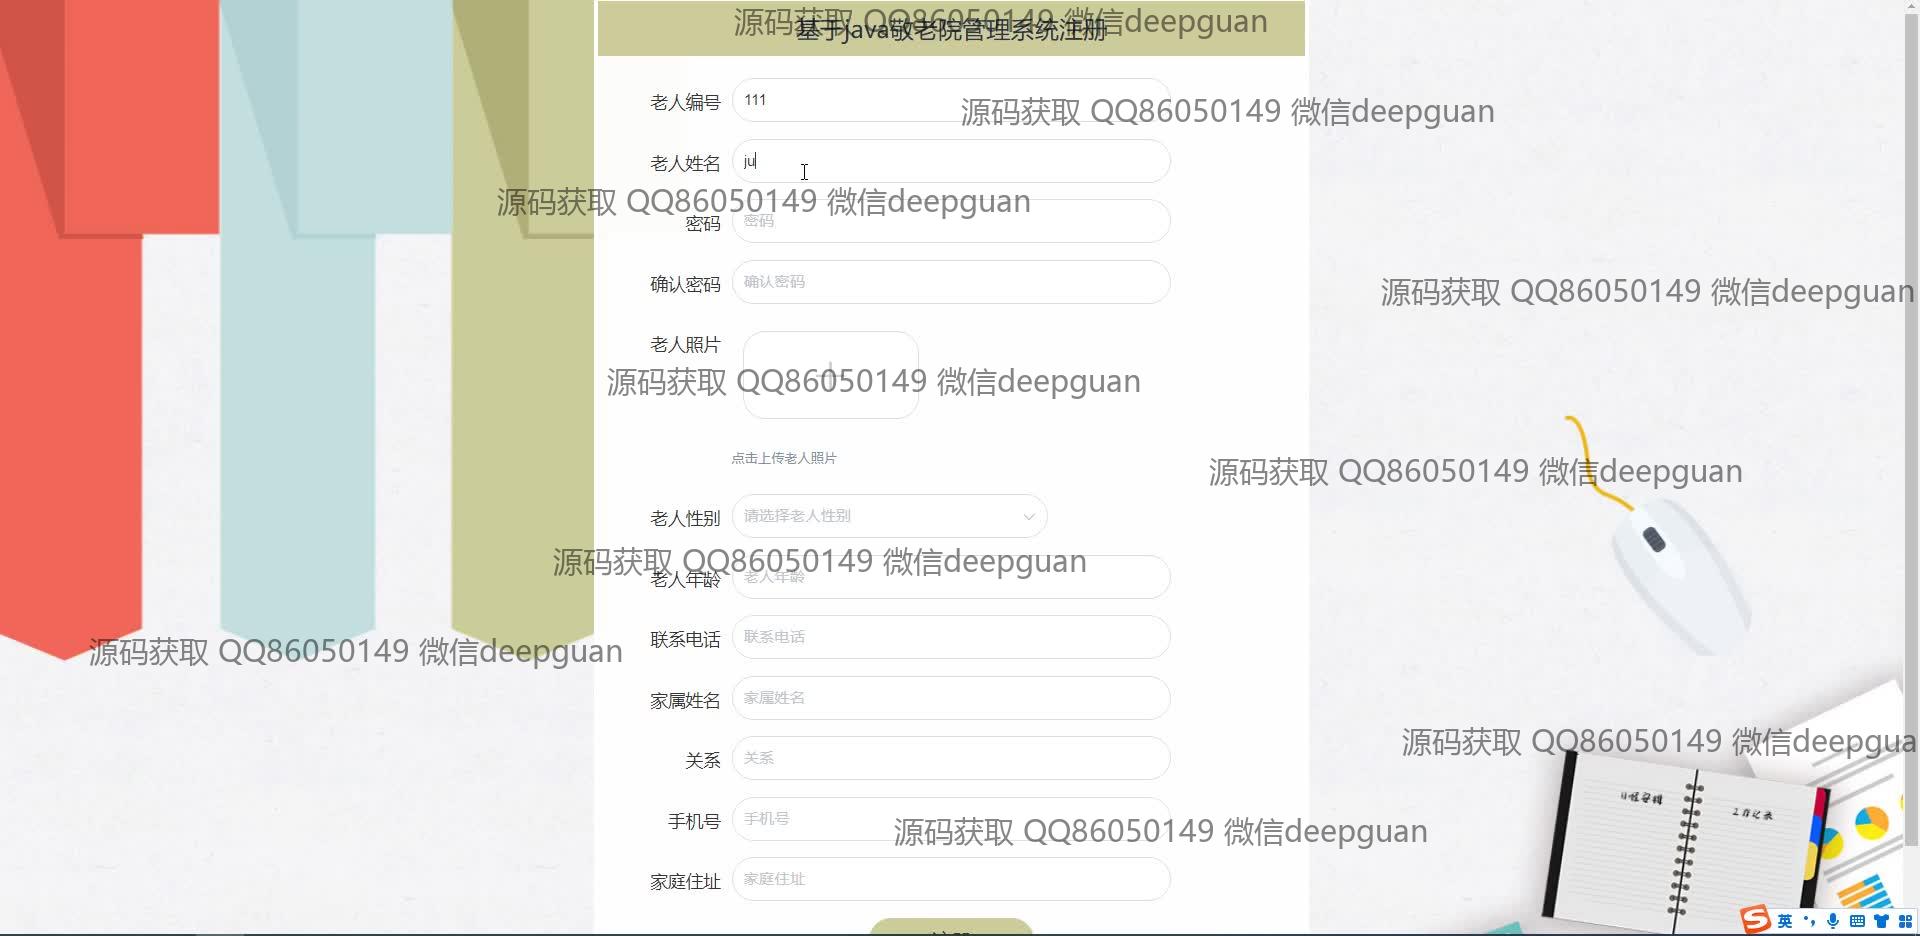 源码获取 QQ86050149 微信deepguan
基于java敬老院管理系统注册
老人编号 111
源码获取 QQ86050149 微信deepguan
老人姓名 ju
源码获取 QQ86050149 微信deepguan
密码 密码
确认密码 确认密码
源码获取 QQ86050149 微信deepguan
老人照片
源码获取 QQ86050149 微信deepguan
点击上传老人照片
源码获取 QQ86050149 微信deepguan
老人性别 请选择老人性别
源码获取 QQ86050149 微信deepguan
老人年龄 老人年龄
联系电话 联系电话
源码获取 QQ86050149 微信deepguan
家属姓名 家属姓名
源码获取 QQ86050149 微信deepgua
关系 关系
日程安排
工作记录
手机号 手机号
源码获取 QQ86050149 微信deepguan
家庭住址 家庭住址
英